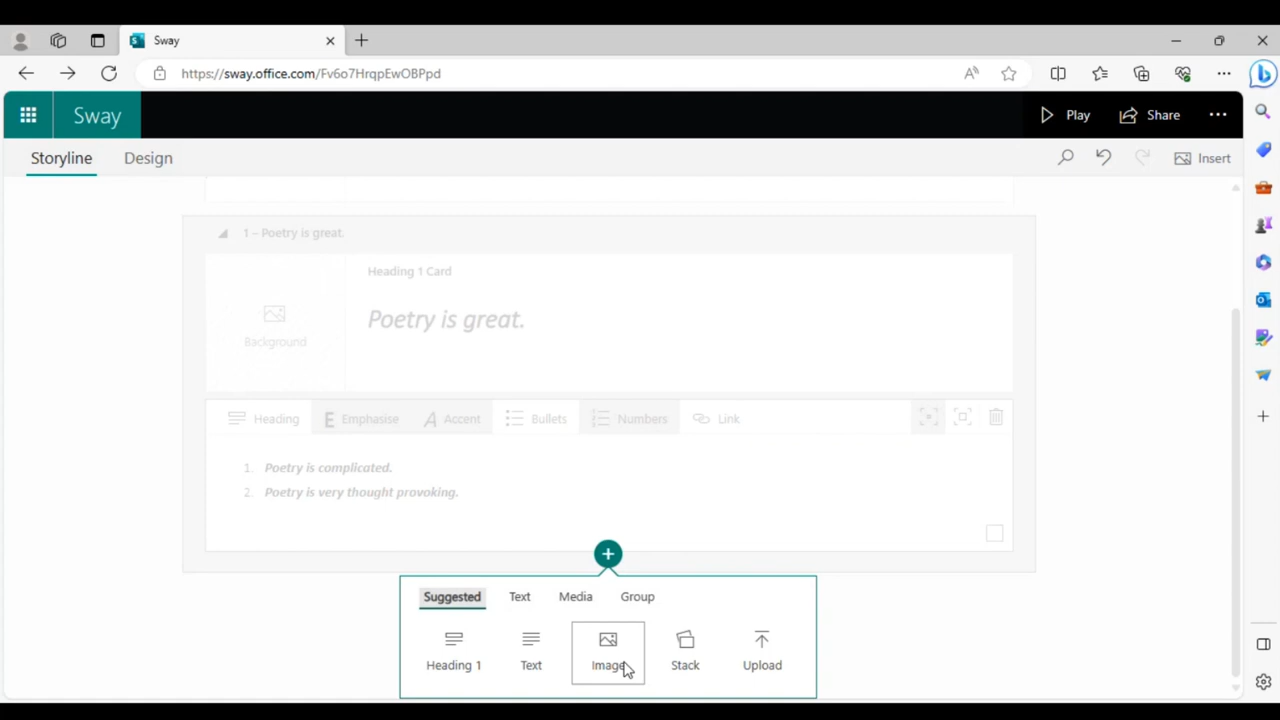 Sway
https://sway.office.com/Fv6o7HrqpEwOBPpd
Sway
Play
Share
Storyline
Design
Insert
1 – Poetry is great.
Heading 1 Card
Background
Poetry is great.
Heading
E Emphasise
A Accent
Bullets
Numbers
Link
1. Poetry is complicated.
2. Poetry is very thought provoking.
Suggested
Text
Media
Group
Heading 1
Text
Image
Stack
Upload